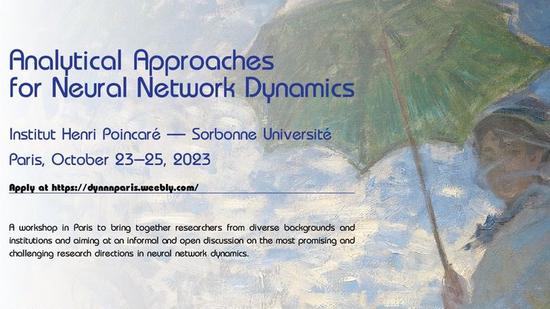 Analytical Approaches
for Neural Network Dynamics
Institut Henri Poincaré — Sorbonne Université
Paris, October 23—25, 2023
Apply at https://dynnnparis.weebly.com/
A workshop in Paris to bring together researchers from diverse backgrounds and
institutions and aiming at an informal and open discussion on the most promising and
challenging research directions in neural network dynamics.